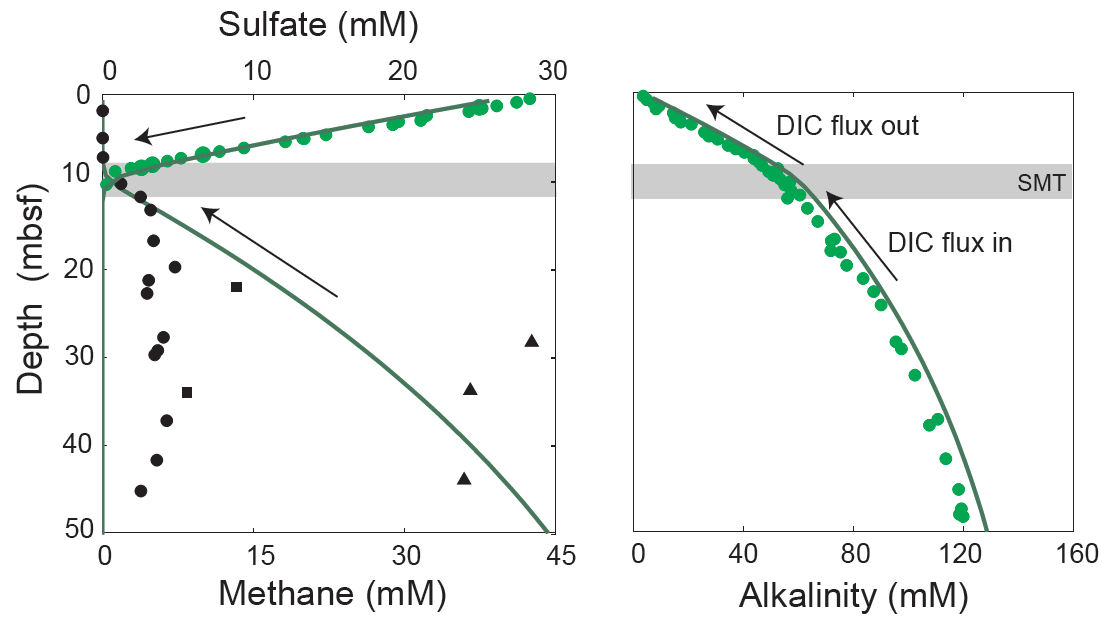 Sulfate (mM)
0 10 20 30
0
10
20
30
40
50
Depth (mbsf)
0 15 30 45
Methane (mM)
DIC flux out
SMT
DIC flux in
0 40 80 120 160
Alkalinity (mM)